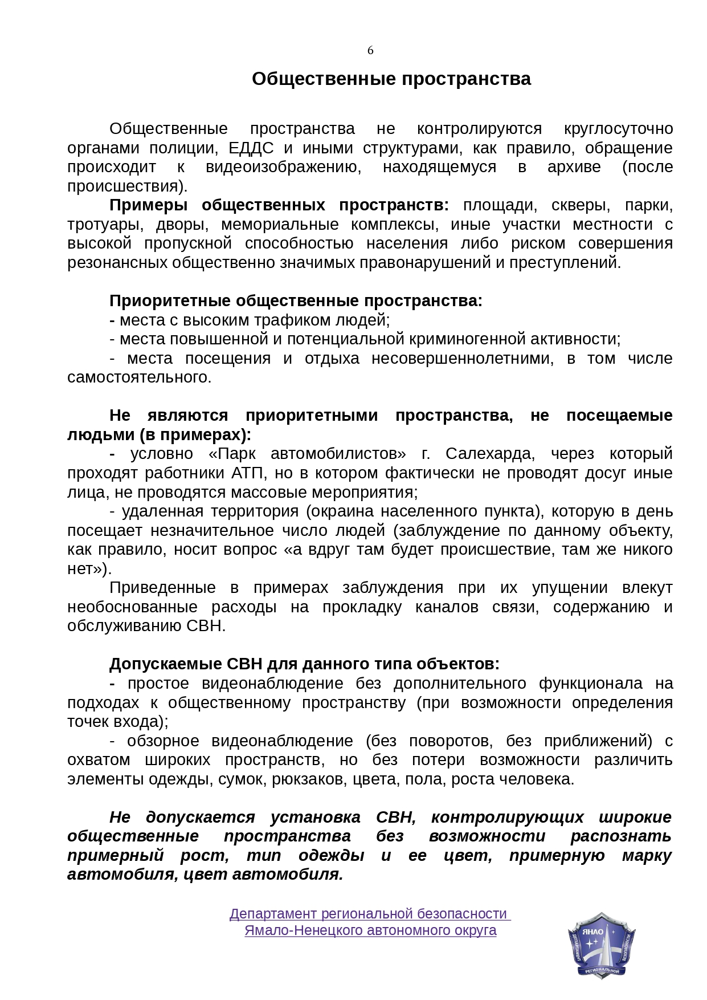 6
Общественные пространства
Общественные пространства не контролируются круглосуточно
органами полиции, ЕДДС и иными структурами, как правило, обращение
происходит к видеоизображению, находящемуся в архиве (после
происшествия).
Примеры общественных пространств: площади, скверы, парки,
тротуары, дворы, мемориальные комплексы, иные участки местности с
высокой пропускной способностью населения либо риском совершения
резонансных общественно значимых правонарушений и преступлений.
Приоритетные общественные пространства:
- места с высоким трафиком людей;
- места повышенной и потенциальной криминогенной активности;
- места посещения и отдыха несовершеннолетними, в том числе
самостоятельного.
Не являются приоритетными пространства, не посещаемые
людьми (в примерах):
- условно «Парк автомобилистов» г. Салехарда, через который
проходят работники АТП, но в котором фактически не проводят досуг иные
лица, не проводятся массовые мероприятия;
- удаленная территория (окраина населенного пункта), которую в день
посещает незначительное число людей (заблуждение по данному объекту,
как правило, носит вопрос «а вдруг там будет происшествие, там же никого
нет»).
Приведенные в примерах заблуждения при их упущении влекут
необоснованные расходы на прокладку каналов связи, содержанию и
обслуживанию СВН.
Допускаемые СВН для данного типа объектов:
- простое видеонаблюдение без дополнительного функционала на
подходах к общественному пространству (при возможности определения
точек входа);
- обзорное видеонаблюдение (без поворотов, без приближений) с
охватом широких пространств, но без потери возможности различить
элементы одежды, сумок, рюкзаков, цвета, пола, роста человека.
Не допускается установка СВН, контролирующих широкие
общественные пространства без возможности распознать
примерный рост, тип одежды и ее цвет, примерную марку
автомобиля, цвет автомобиля.
Департамент региональной безопасности
Ямало-Ненецкого автономного округа
ЯНАО
ДЕПАРТАМЕНТ
РЕГИОНАЛЬНОЙ
БЕЗОПАСНОСТИ